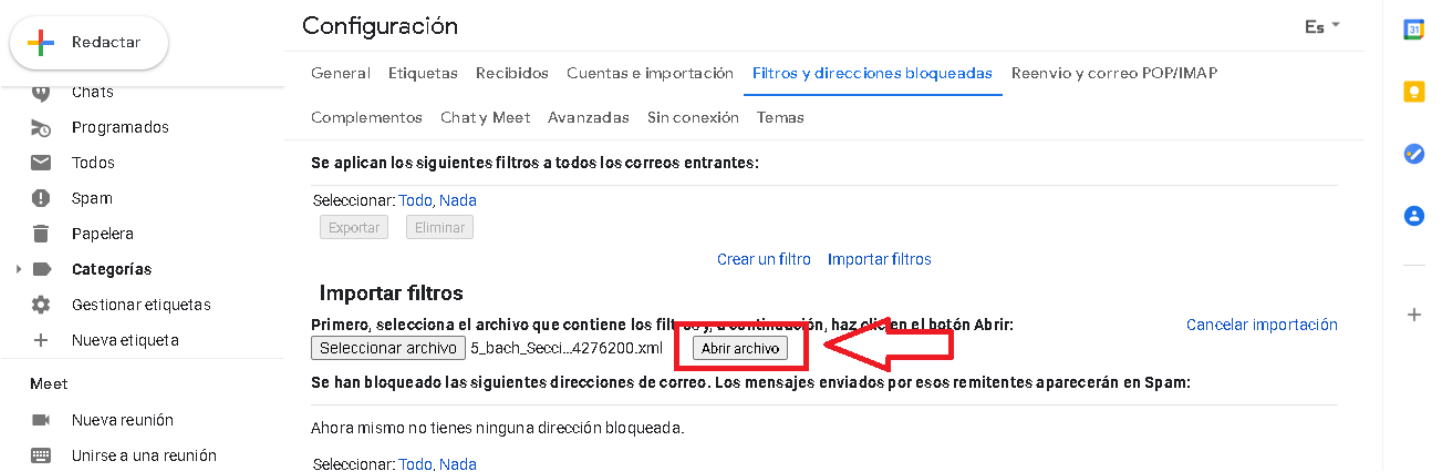 Redactar
Chats
Programados
Todos
Spam
Papelera
Categorías
Gestionar etiquetas
Nueva etiqueta
Meet
Nueva reunión
Unirse a una reunión
Configuración
Es
General Etiquetas Recibidos Cuentas e importación Filtros y direcciones bloqueadas Reenvío y correo POP/IMAP
Complementos Chat y Meet Avanzadas Sin conexión Temas
Se aplican los siguientes filtros a todos los correos entrantes:
Seleccionar: Todo, Nada
Exportar Eliminar
Crear un filtro Importar filtros
Importar filtros
Primero, selecciona el archivo que contiene los filtros y, a continuación, haz clic en el botón Abrir: Cancelar importación
Seleccionar archivo 5_bach_Secci...4276200.xml Abrir archivo
Se han bloqueado las siguientes direcciones de correo. Los mensajes enviados por esos remitentes aparecerán en Spam:
Ahora mismo no tienes ninguna dirección bloqueada.
Seleccionar: Todo, Nada
31